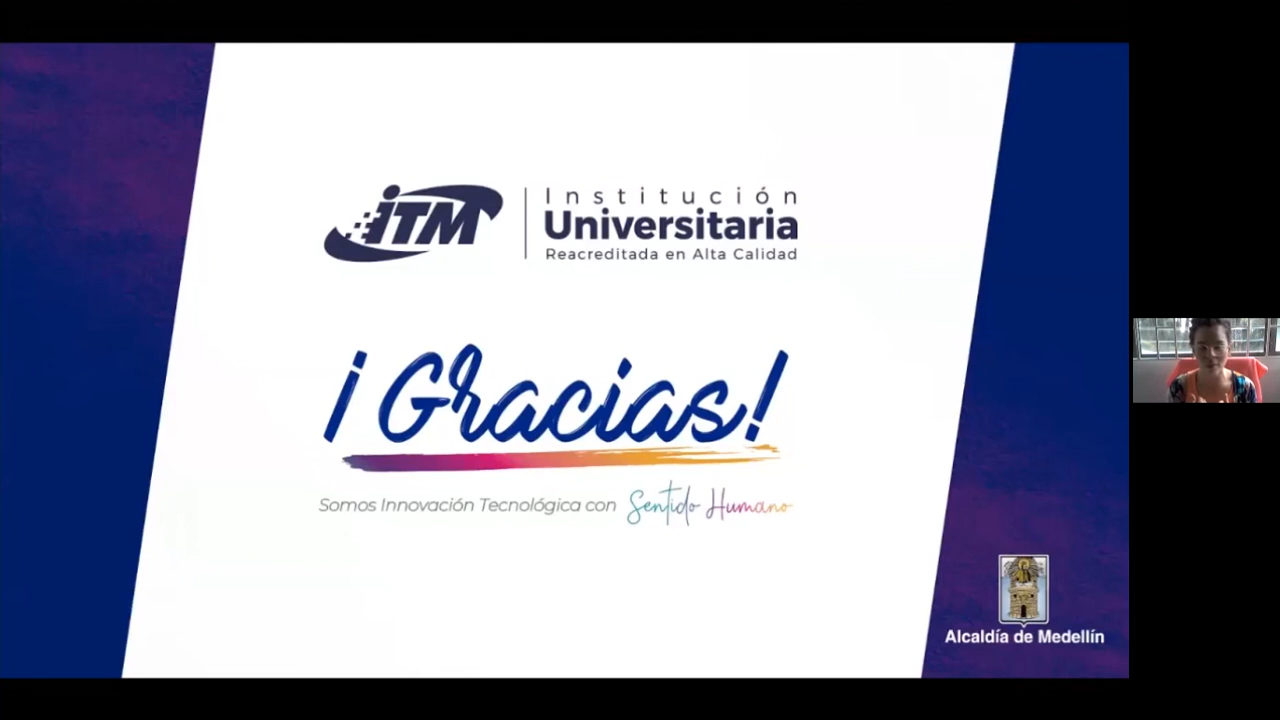 iTM
Institución
Universitaria
Reacreditada en Alta Calidad
¡Gracias!
Somos Innovación Tecnológica con Sentido Humano
Alcaldía de Medellín